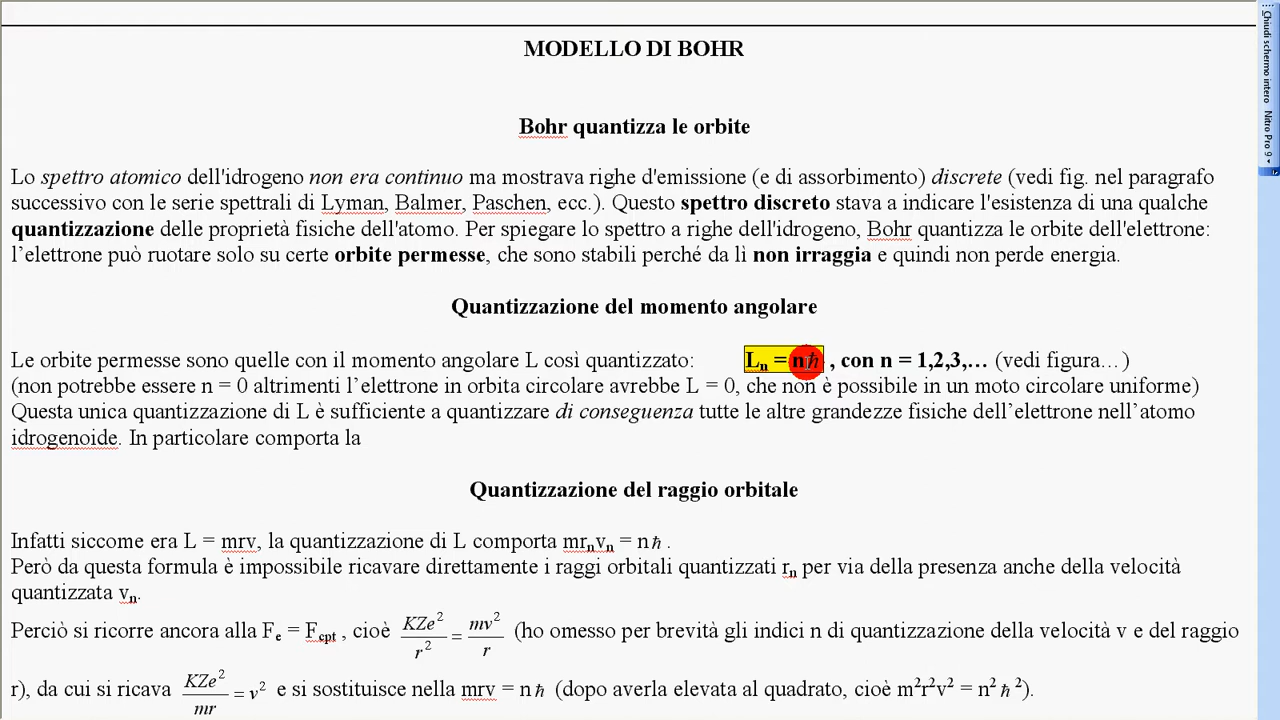 MODELLO DI BOHR
Bohr quantizza le orbite
Lo spettro atomico dell'idrogeno non era continuo ma mostrava righe d'emissione (e di assorbimento) discrete (vedi fig. nel paragrafo
successivo con le serie spettrali di Lyman, Balmer, Paschen, ecc.). Questo spettro discreto stava a indicare l'esistenza di una qualche
quantizzazione delle proprietà fisiche dell'atomo. Per spiegare lo spettro a righe dell'idrogeno, Bohr quantizza le orbite dell'elettrone:
l’elettrone può ruotare solo su certe orbite permesse, che sono stabili perché da lì non irraggia e quindi non perde energia.
Quantizzazione del momento angolare
Le orbite permesse sono quelle con il momento angolare L così quantizzato: Lₙ = nℏ , con n = 1,2,3,… (vedi figura…)
(non potrebbe essere n = 0 altrimenti l’elettrone in orbita circolare avrebbe L = 0, che non è possibile in un moto circolare uniforme)
Questa unica quantizzazione di L è sufficiente a quantizzare di conseguenza tutte le altre grandezze fisiche dell’elettrone nell’atomo
idrogenoide. In particolare comporta la
Quantizzazione del raggio orbitale
Infatti siccome era L = mrv, la quantizzazione di L comporta mrₙvₙ = nℏ .
Però da questa formula è impossibile ricavare direttamente i raggi orbitali quantizzati rₙ per via della presenza anche della velocità
quantizzata vₙ.
Perciò si ricorre ancora alla Fe = Fcpt , cioè KZe²/r² = mv²/r (ho omesso per brevità gli indici n di quantizzazione della velocità v e del raggio
r), da cui si ricava KZe²/mr = v² e si sostituisce nella mrv = nℏ (dopo averla elevata al quadrato, cioè m²r²v² = n²ℏ²).
Chiudi schermo intero Nitro Pro 9